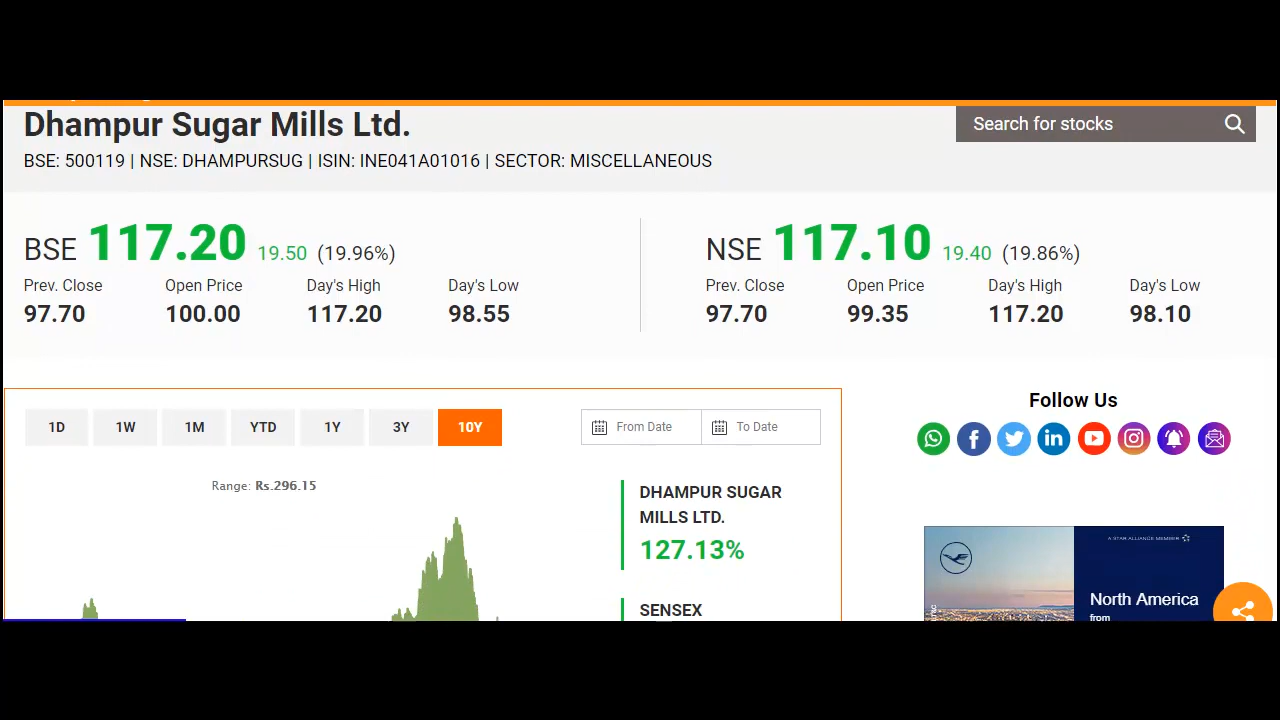 Dhampur Sugar Mills Ltd.
Search for stocks
BSE: 500119 | NSE: DHAMPURSUG | ISIN: INE041A01016 | SECTOR: MISCELLANEOUS
BSE 117.20 19.50 (19.96%)
Prev. Close Open Price Day's High Day's Low
97.70 100.00 117.20 98.55
NSE 117.10 19.40 (19.86%)
Prev. Close Open Price Day's High Day's Low
97.70 99.35 117.20 98.10
1D 1W 1M YTD 1Y 3Y 10Y
From Date To Date
Range: Rs.296.15
DHAMPUR SUGAR
MILLS LTD.
127.13%
SENSEX
Follow Us
A STAR ALLIANCE MEMBER
North America
from